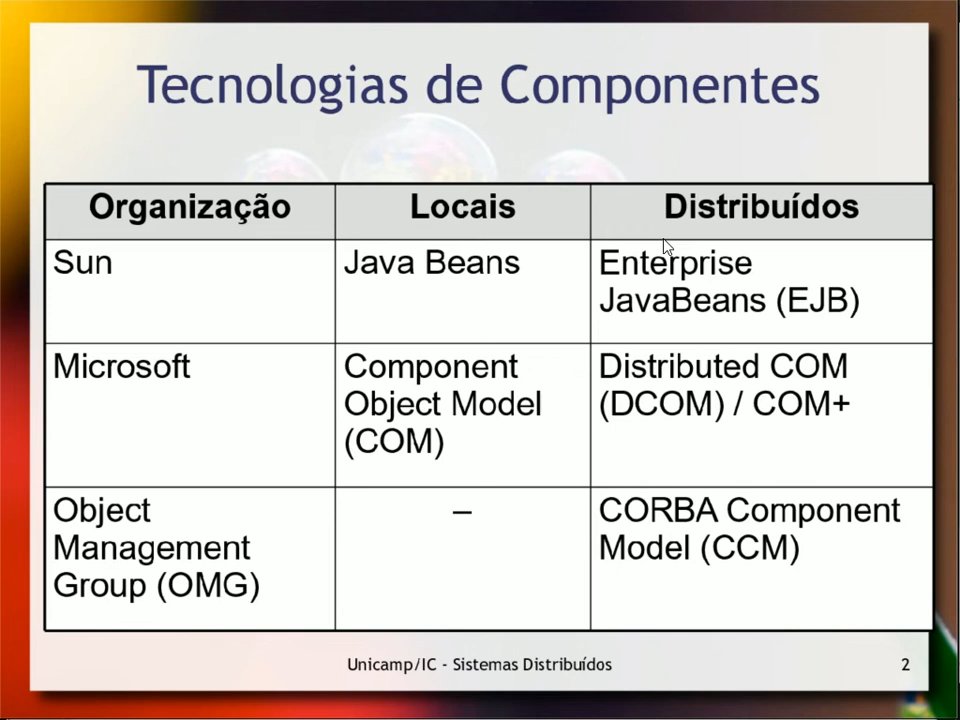 Tecnologias de Componentes
Organização Locais Distribuídos
Sun Java Beans Enterprise
JavaBeans (EJB)
Microsoft Component Distributed COM
Object Model (DCOM) / COM+
(COM)
Object – CORBA Component
Management Model (CCM)
Group (OMG)
Unicamp/IC - Sistemas Distribuídos 2